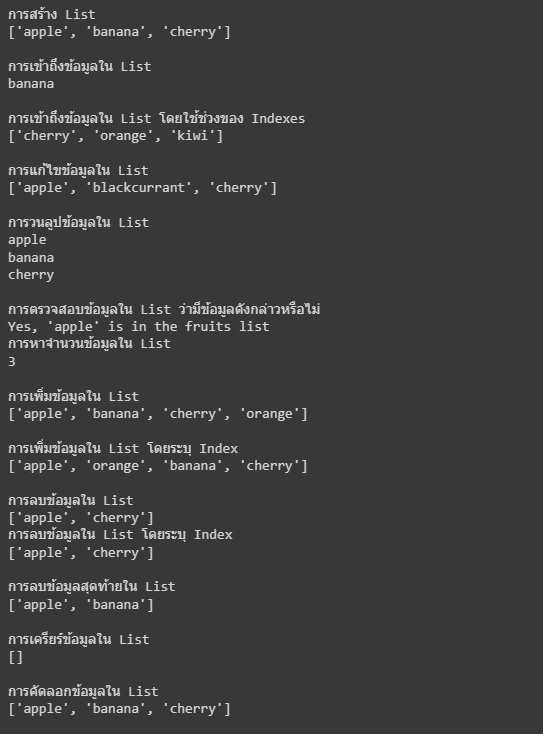 การสร้าง List
['apple', 'banana', 'cherry']
การเข้าถึงข้อมูลใน List
banana
การเข้าถึงข้อมูลใน List โดยใช้ช่วงของ Indexes
['cherry', 'orange', 'kiwi']
การแก้ไขข้อมูลใน List
['apple', 'blackcurrant', 'cherry']
การวนลูปข้อมูลใน List
apple
banana
cherry
การตรวจสอบข้อมูลใน List ว่ามีข้อมูลดังกล่าวหรือไม่
Yes, 'apple' is in the fruits list
การหาจำนวนข้อมูลใน List
3
การเพิ่มข้อมูลใน List
['apple', 'banana', 'cherry', 'orange']
การเพิ่มข้อมูลใน List โดยระบุ Index
['apple', 'orange', 'banana', 'cherry']
การลบข้อมูลใน List
['apple', 'cherry']
การลบข้อมูลใน List โดยระบุ Index
['apple', 'cherry']
การลบข้อมูลสุดท้ายใน List
['apple', 'banana']
การเครียร์ข้อมูลใน List
[]
การคัดลอกข้อมูลใน List
['apple', 'banana', 'cherry']